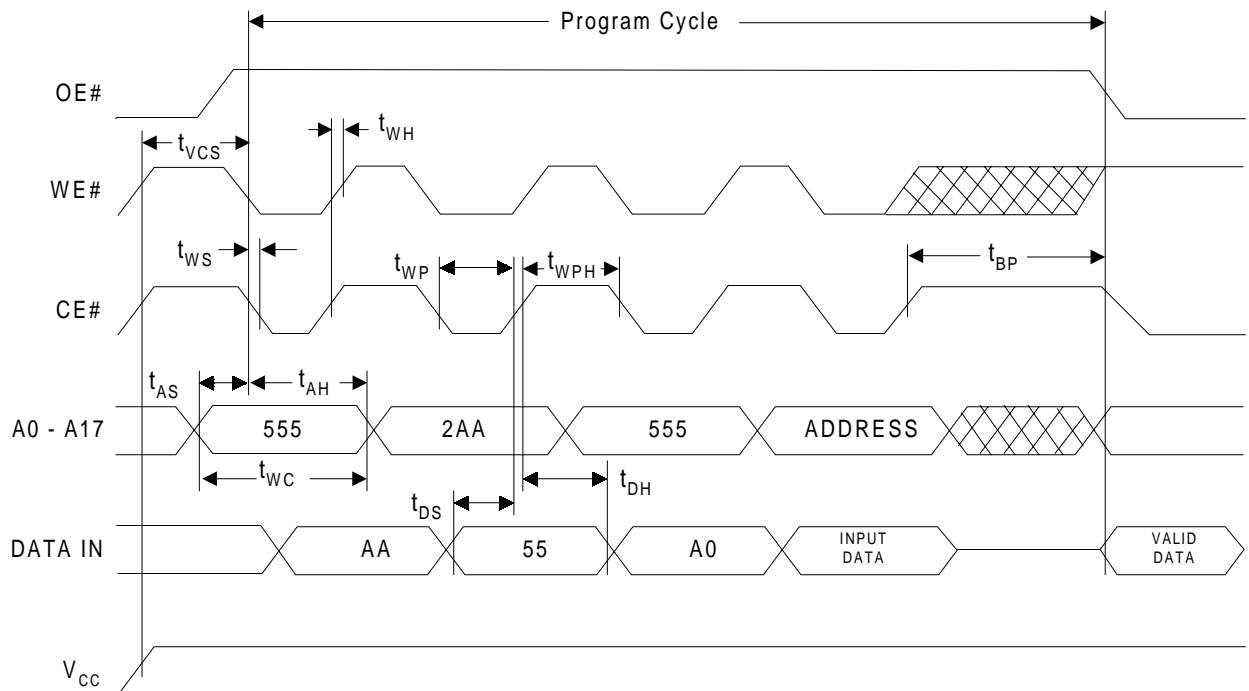 Program Cycle
OE#
tVCS
tWH
WE#
tWS
tWP
tWPH
tBP
CE#
tAS
tAH
A0 - A17
555
2AA
555
ADDRESS
tWC
tDS
tDH
DATA IN
AA
55
A0
INPUT
DATA
VALID
DATA
VCC